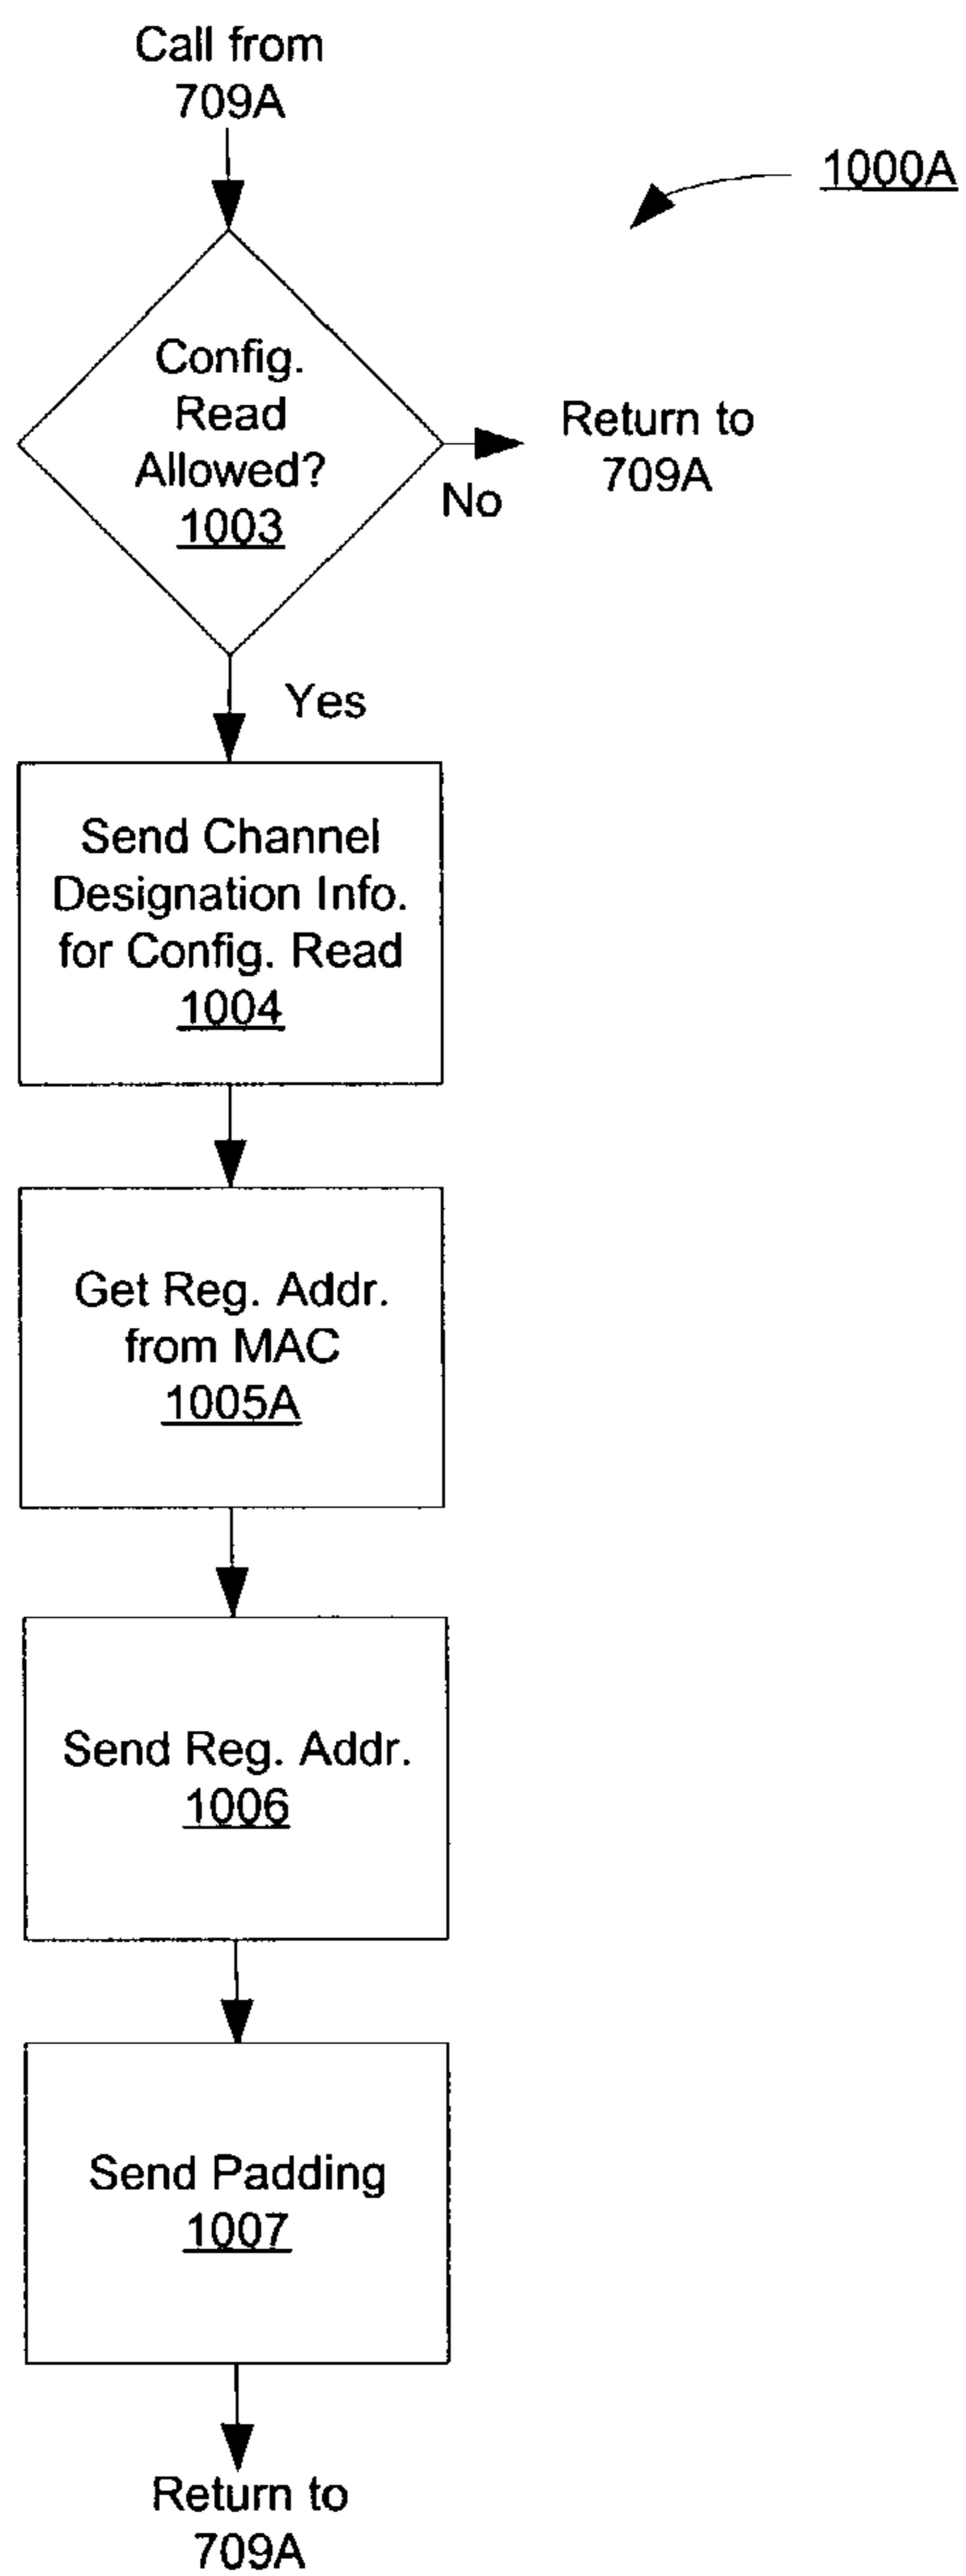 Call from
709A
1000A
Config.
Read
Allowed?
1003
Return to
709A
No
Yes
Send Channel
Designation Info.
for Config. Read
1004
Get Reg. Addr.
from MAC
1005A
Send Reg. Addr.
1006
Send Padding
1007
Return to
709A